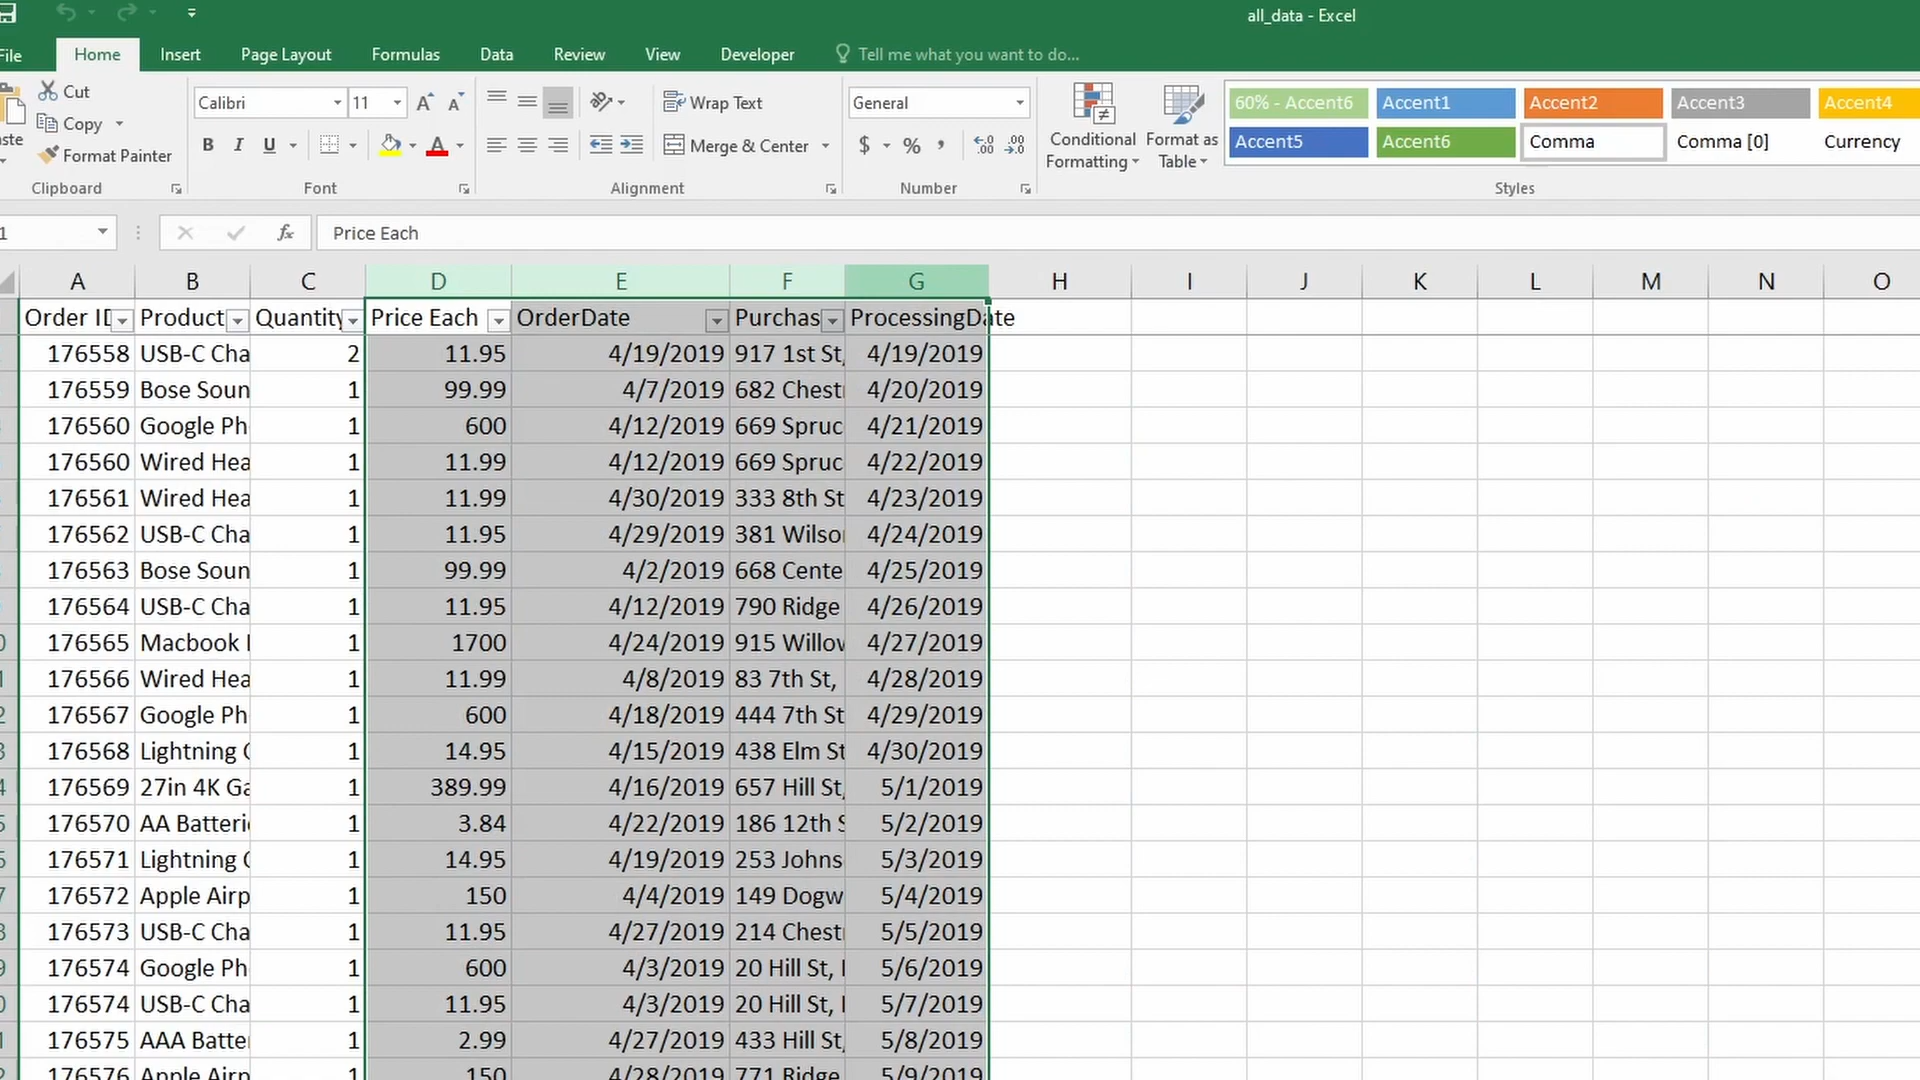 all_data - Excel
File Home Insert Page Layout Formulas Data Review View Developer Tell me what you want to do...
Cut
Copy
Format Painter
Clipboard
Calibri 11
B I U
Font
Wrap Text
Merge & Center
Alignment
General
$ % ,
Number
Conditional Formatting
Format as Table
60% - Accent6 Accent1 Accent2 Accent3 Accent4
Accent5 Accent6 Comma Comma [0] Currency
Styles
fx Price Each
A B C D E F G H I J K L M N O
Order ID Product Quantity Price Each OrderDate Purchas ProcessingDate
176558 USB-C Cha 2 11.95 4/19/2019 917 1st St, 4/19/2019
176559 Bose Soun 1 99.99 4/7/2019 682 Chest 4/20/2019
176560 Google Ph 1 600 4/12/2019 669 Spruc 4/21/2019
176560 Wired Hea 1 11.99 4/12/2019 669 Spruc 4/22/2019
176561 Wired Hea 1 11.99 4/30/2019 333 8th St 4/23/2019
176562 USB-C Cha 1 11.95 4/29/2019 381 Wilso 4/24/2019
176563 Bose Soun 1 99.99 4/2/2019 668 Cente 4/25/2019
176564 USB-C Cha 1 11.95 4/12/2019 790 Ridge 4/26/2019
176565 Macbook 1 1700 4/24/2019 915 Willow 4/27/2019
176566 Wired Hea 1 11.99 4/8/2019 83 7th St, 4/28/2019
176567 Google Ph 1 600 4/18/2019 444 7th St 4/29/2019
176568 Lightning C 1 14.95 4/15/2019 438 Elm St 4/30/2019
176569 27in 4K Ga 1 389.99 4/16/2019 657 Hill St, 5/1/2019
176570 AA Batteri 1 3.84 4/22/2019 186 12th S 5/2/2019
176571 Lightning C 1 14.95 4/19/2019 253 Johns 5/3/2019
176572 Apple Airp 1 150 4/4/2019 149 Dogw 5/4/2019
176573 USB-C Cha 1 11.95 4/27/2019 214 Chest 5/5/2019
176574 Google Ph 1 600 4/3/2019 20 Hill St, 5/6/2019
176574 USB-C Cha 1 11.95 4/3/2019 20 Hill St, 5/7/2019
176575 AAA Batte 1 2.99 4/27/2019 433 Hill St, 5/8/2019
176576 Apple Airp 1 150 4/28/2019 771 Ridge 5/9/2019